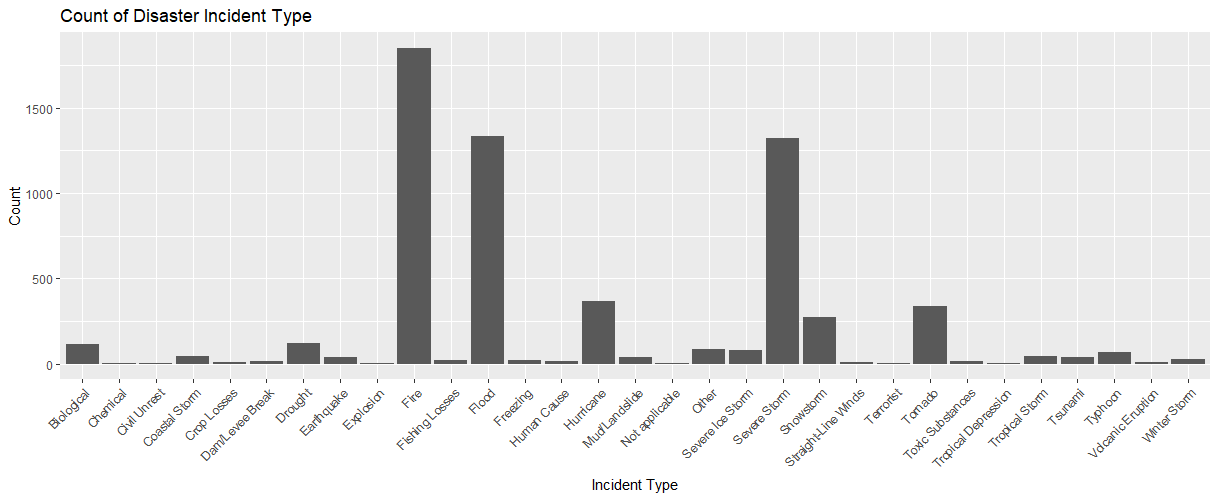 Count of Disaster Incident Type
Count
1500
1000
500
0
Biological
Chemical
Civil Unrest
Coastal Storm
Crop Losses
Dam/Levee Break
Drought
Earthquake
Explosion
Fire
Fishing Losses
Flood
Freezing
Human Cause
Hurricane
Mud/Landslide
Not applicable
Other
Severe Ice Storm
Severe Storm
Snowstorm
Straight-Line Winds
Terrorist
Tornado
Toxic Substances
Tropical Depression
Tropical Storm
Tsunami
Typhoon
Volcanic Eruption
Winter Storm
Incident Type